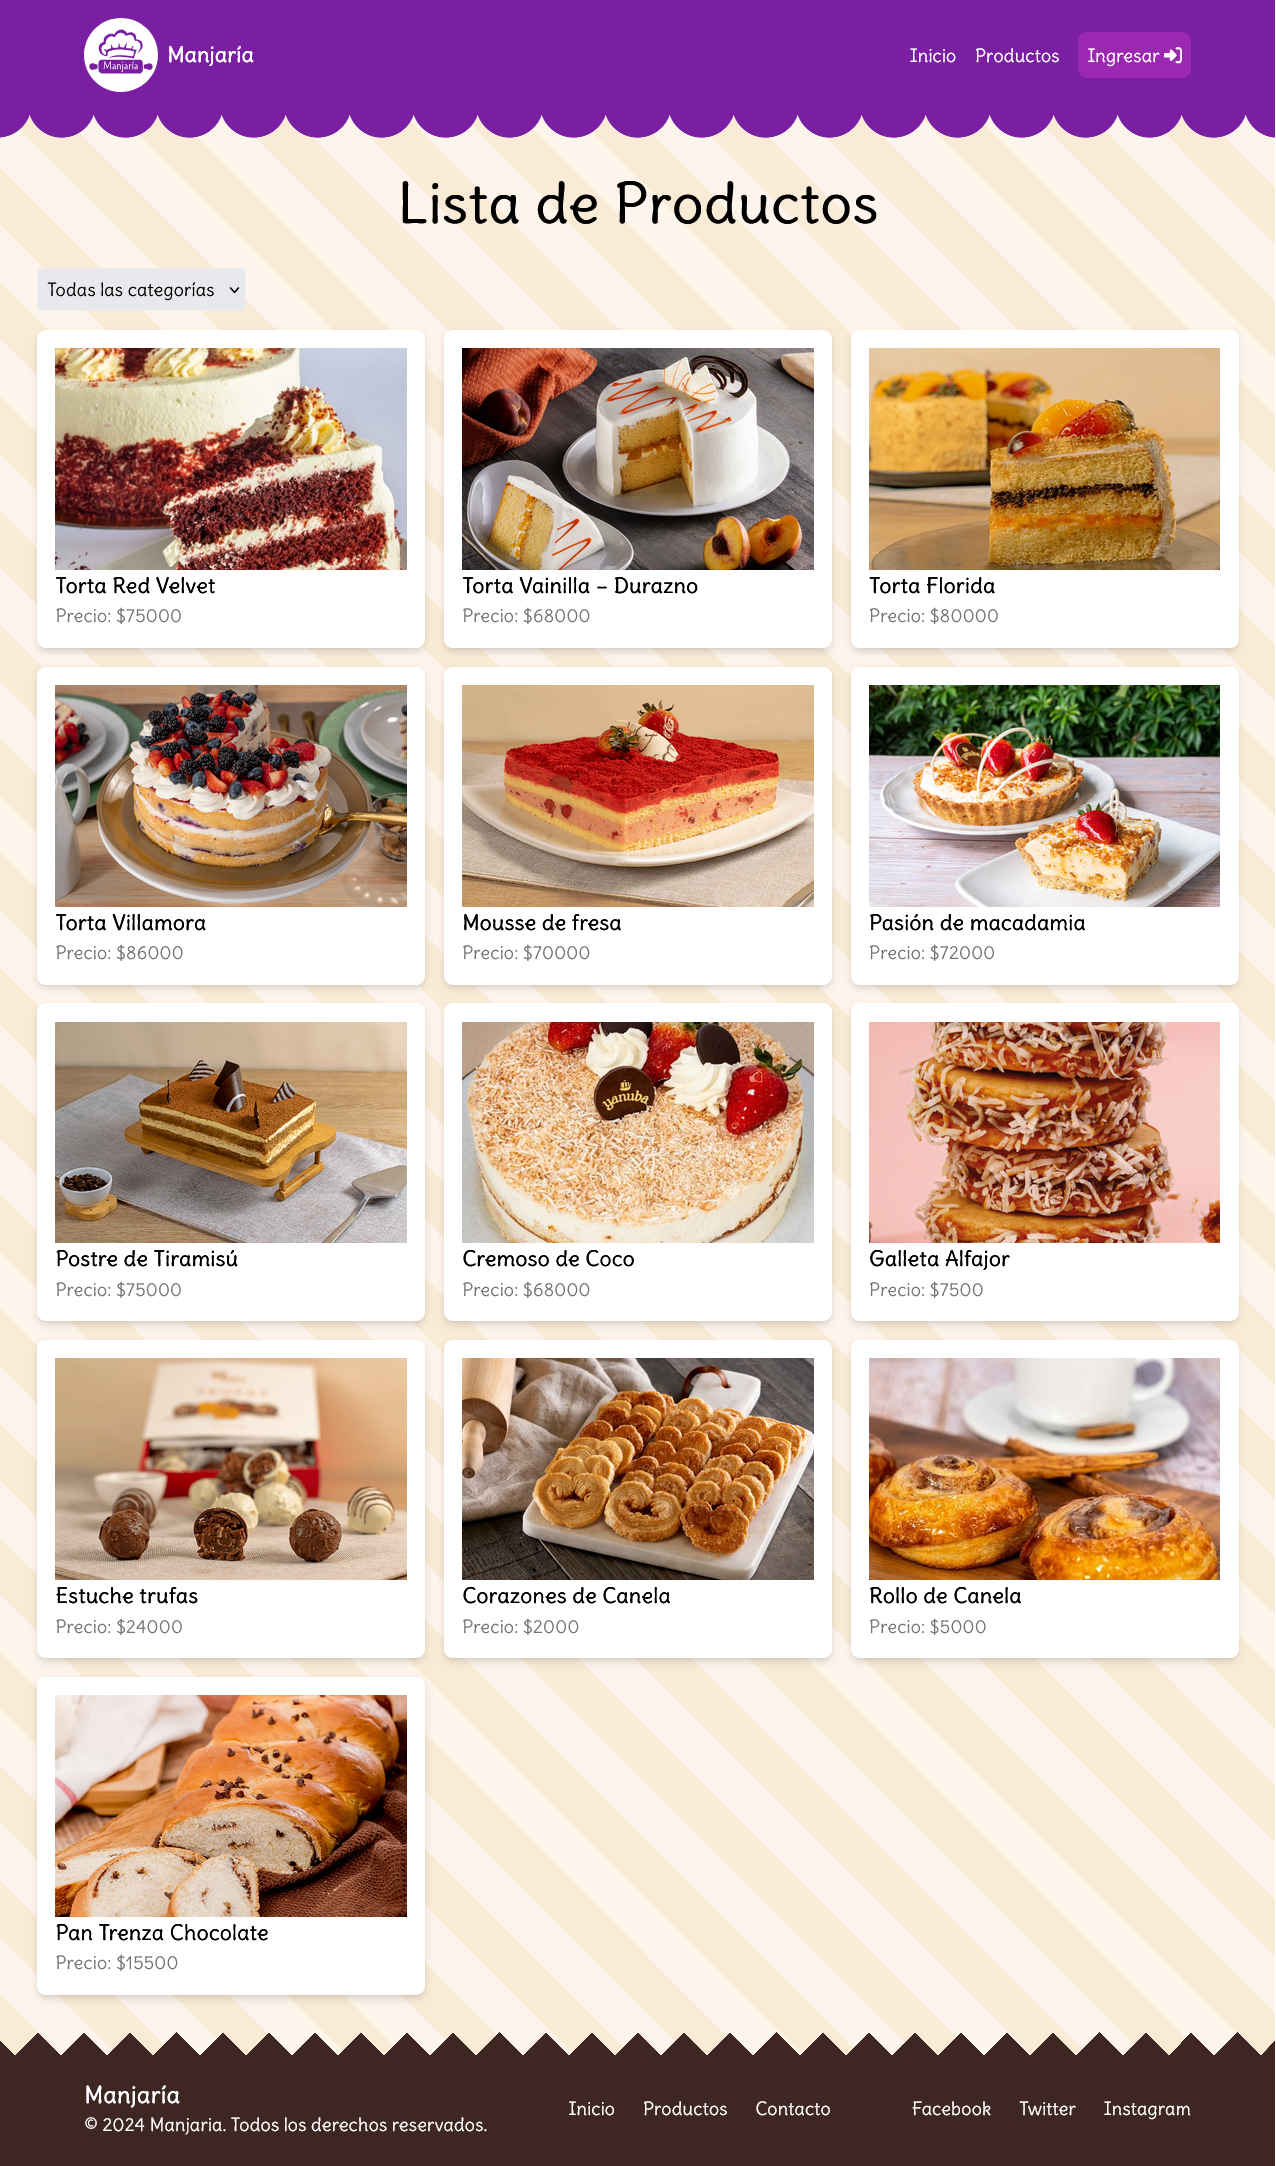 Manjaría
Manjaría
Inicio
Productos
Ingresar
Lista de Productos
Todas las categorías
Torta Red Velvet
Precio: $75000
Torta Vainilla – Durazno
Precio: $68000
Torta Florida
Precio: $80000
Torta Villamora
Precio: $86000
Mousse de fresa
Precio: $70000
Pasión de macadamia
Precio: $72000
Postre de Tiramisú
Precio: $75000
yanuba
Cremoso de Coco
Precio: $68000
Galleta Alfajor
Precio: $7500
Estuche trufas
Precio: $24000
Corazones de Canela
Precio: $2000
Rollo de Canela
Precio: $5000
Pan Trenza Chocolate
Precio: $15500
Manjaría
© 2024 Manjaria. Todos los derechos reservados.
Inicio
Productos
Contacto
Facebook
Twitter
Instagram